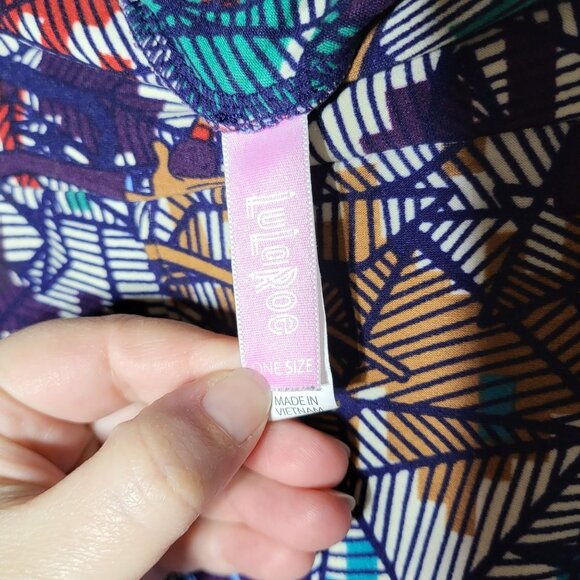 LuLaRoe
ONE SIZE
MADE IN
VIETNAM